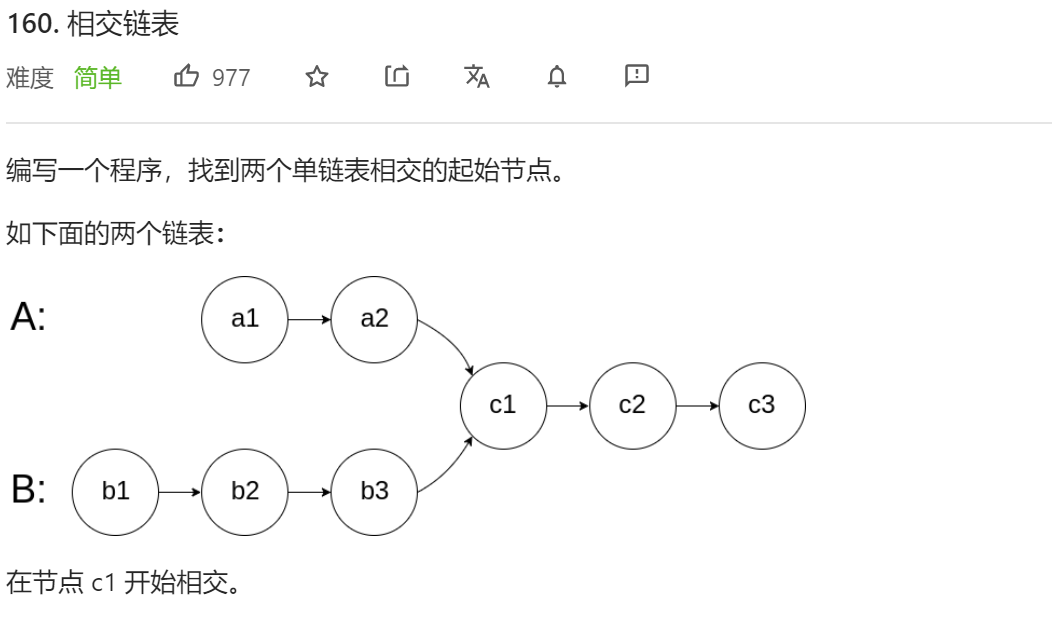 160. 相交链表
难度 简单 977
编写一个程序，找到两个单链表相交的起始节点。
如下面的两个链表：
A: a1 a2
c1 c2 c3
B: b1 b2 b3
在节点 c1 开始相交。